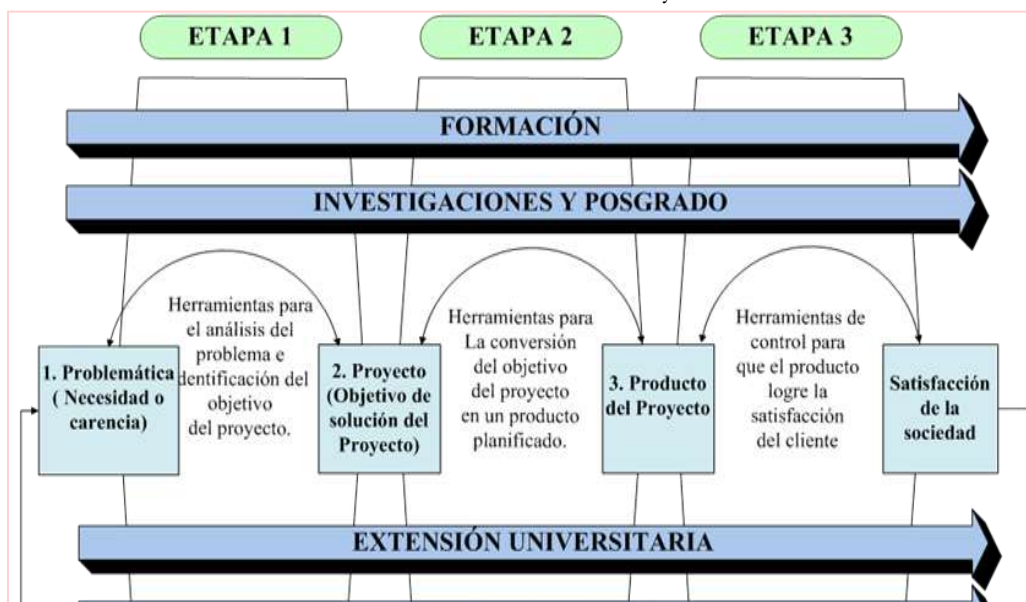 ETAPA 1
ETAPA 2
ETAPA 3
FORMACIÓN
INVESTIGACIONES Y POSGRADO
Herramientas para
el análisis del
problema e
dentificación del
objetivo
del proyecto.
Herramientas para
La conversión
del objetivo
del proyecto
en un producto
planificado.
Herramientas de
control para
que el producto
logre la
satisfacción
del cliente
1. Problemática
( Necesidad o
carencia)
2. Proyecto
(Objetivo de
solución del
Proyecto)
3. Producto
del Proyecto
Satisfacción
de la
sociedad
EXTENSIÓN UNIVERSITARIA